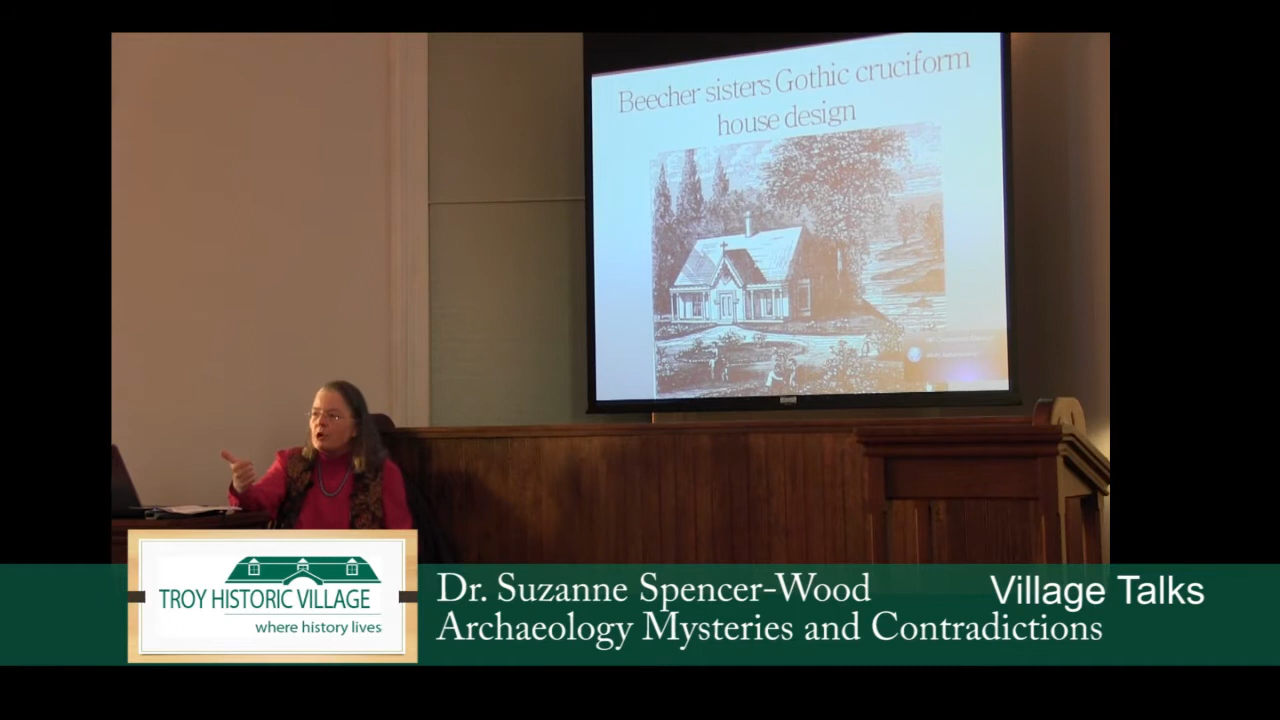 Beecher sisters Gothic cruciform
house design
TROY HISTORIC VILLAGE
where history lives
Dr. Suzanne Spencer-Wood
Village Talks
Archaeology Mysteries and Contradictions